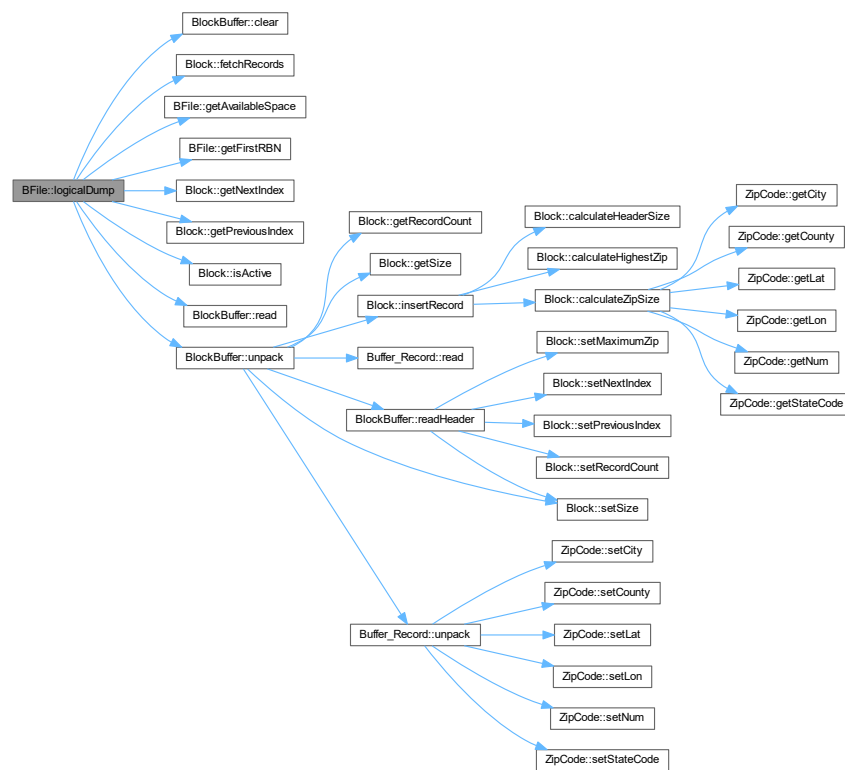 BlockBuffer::clear
Block::fetchRecords
BFile::getAvailableSpace
BFile::getFirstRBN
BFile::logicalDump
Block::getNextIndex
Block::getPreviousIndex
Block::isActive
BlockBuffer::read
BlockBuffer::unpack
Block::getRecordCount
Block::getSize
Block::insertRecord
Buffer_Record::read
BlockBuffer::readHeader
Buffer_Record::unpack
Block::calculateHeaderSize
Block::calculateHighestZip
Block::calculateZipSize
Block::setMaximumZip
Block::setNextIndex
Block::setPreviousIndex
Block::setRecordCount
Block::setSize
ZipCode::setCity
ZipCode::setCounty
ZipCode::setLat
ZipCode::setLon
ZipCode::setNum
ZipCode::setStateCode
ZipCode::getCity
ZipCode::getCounty
ZipCode::getLat
ZipCode::getLon
ZipCode::getNum
ZipCode::getStateCode